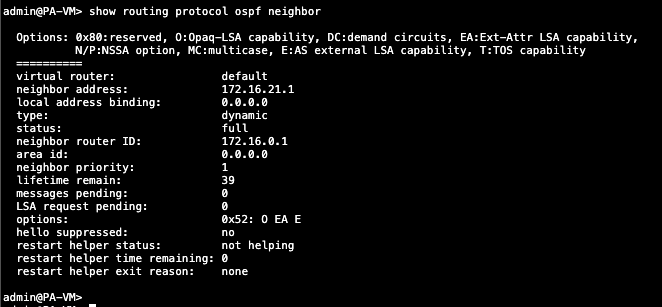 admin@PA-VM> show routing protocol ospf neighbor
Options: 0x80:reserved, O:Opaq-LSA capability, DC:demand circuits, EA:Ext-Attr LSA capability,
N/P:NSSA option, MC:multicase, E:AS external LSA capability, T:TOS capability
==========
virtual router: default
neighbor address: 172.16.21.1
local address binding: 0.0.0.0
type: dynamic
status: full
neighbor router ID: 172.16.0.1
area id: 0.0.0.0
neighbor priority: 1
lifetime remain: 39
messages pending: 0
LSA request pending: 0
options: 0x52: O EA E
hello suppressed: no
restart helper status: not helping
restart helper time remaining: 0
restart helper exit reason: none
admin@PA-VM>